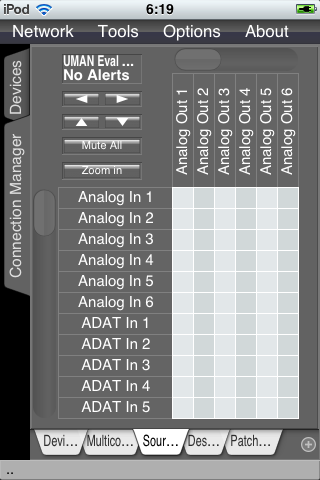 iPod 6:19
Network Tools Options About
Devices
Connection Manager
UMAN Eval ...
No Alerts
Mute All
Zoom in
Analog Out 1
Analog Out 2
Analog Out 3
Analog Out 4
Analog Out 5
Analog Out 6
Analog In 1
Analog In 2
Analog In 3
Analog In 4
Analog In 5
Analog In 6
ADAT In 1
ADAT In 2
ADAT In 3
ADAT In 4
ADAT In 5
Devi... Multico... Sour... Des... Patch...
..